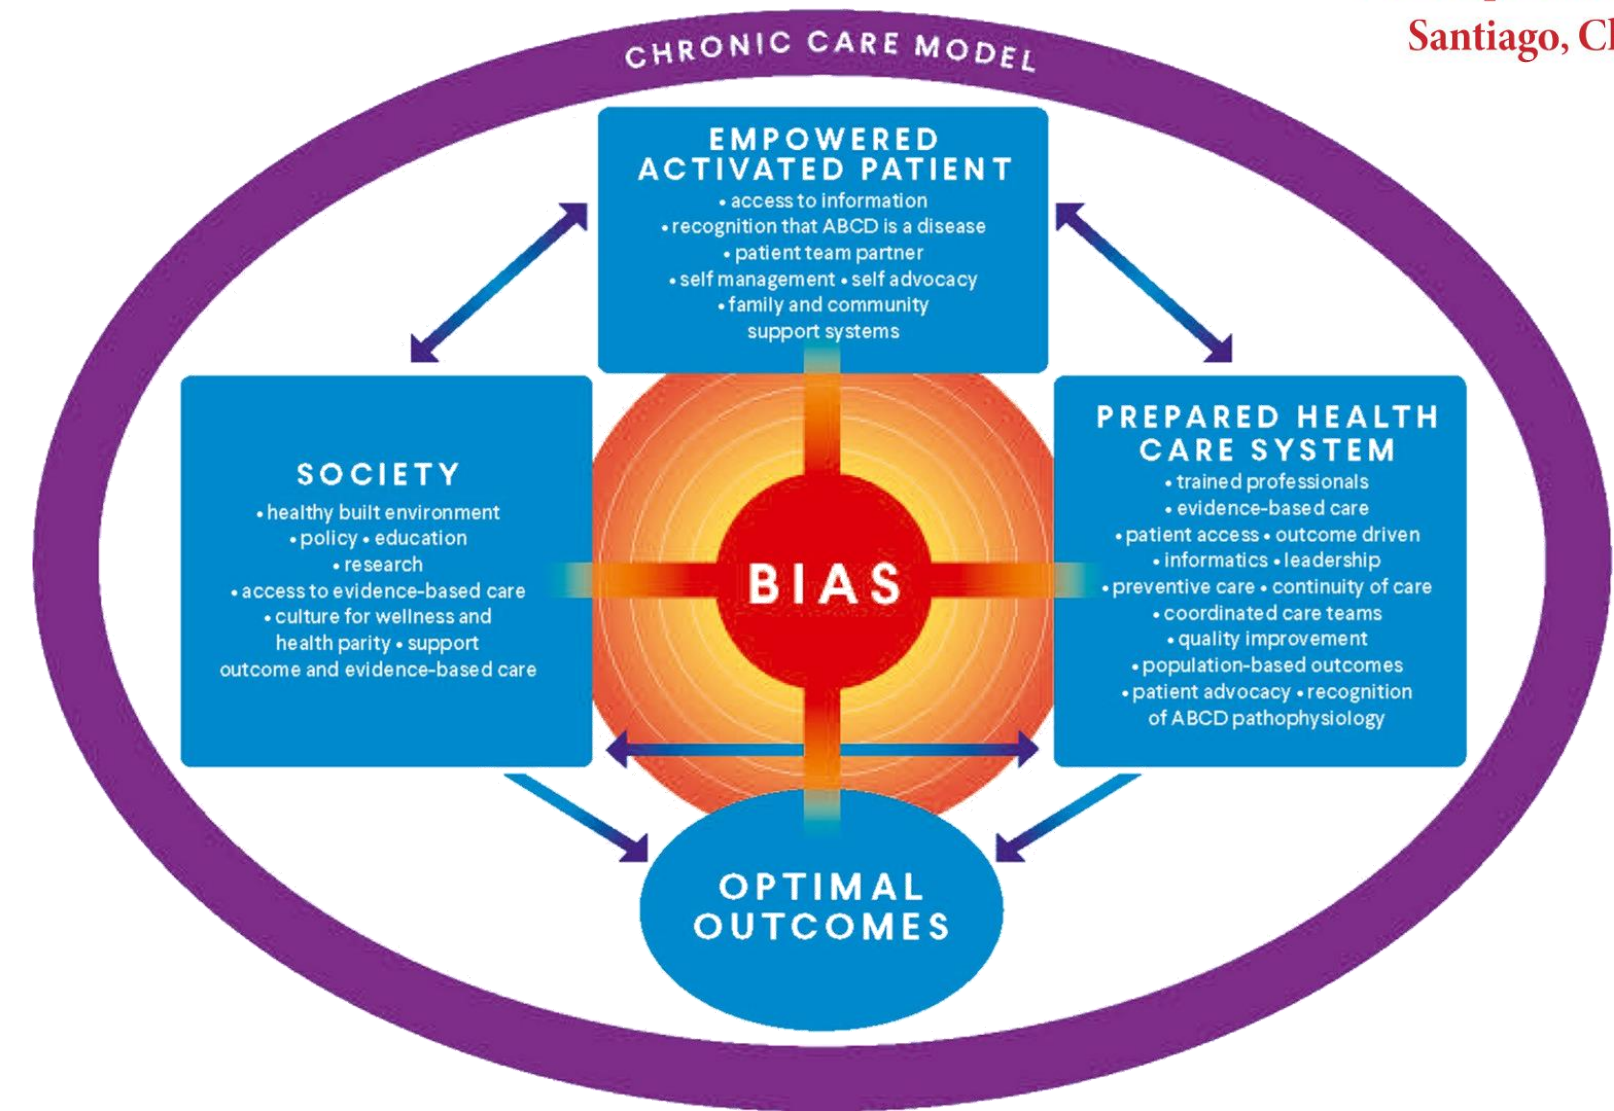 Santiago, 
CHRONIC CARE MODEL
EMPOWERED
ACTIVATED PATIENT
• access to information
• recognition that ABCD is a disease
• patient team partner
• self management • self advocacy
• family and community
support systems
SOCIETY
• healthy built environment
• policy • education
• research
• access to evidence-based care
• culture for wellness and
health parity • support
outcome and evidence-based care
BIAS
PREPARED HEALTH
CARE SYSTEM
• trained professionals
• evidence-based care
• patient access • outcome driven
• informatics • leadership
• preventive care • continuity of care
• coordinated care teams
• quality improvement
• population-based outcomes
• patient advocacy • recognition
of ABCD pathophysiology
OPTIMAL
OUTCOMES